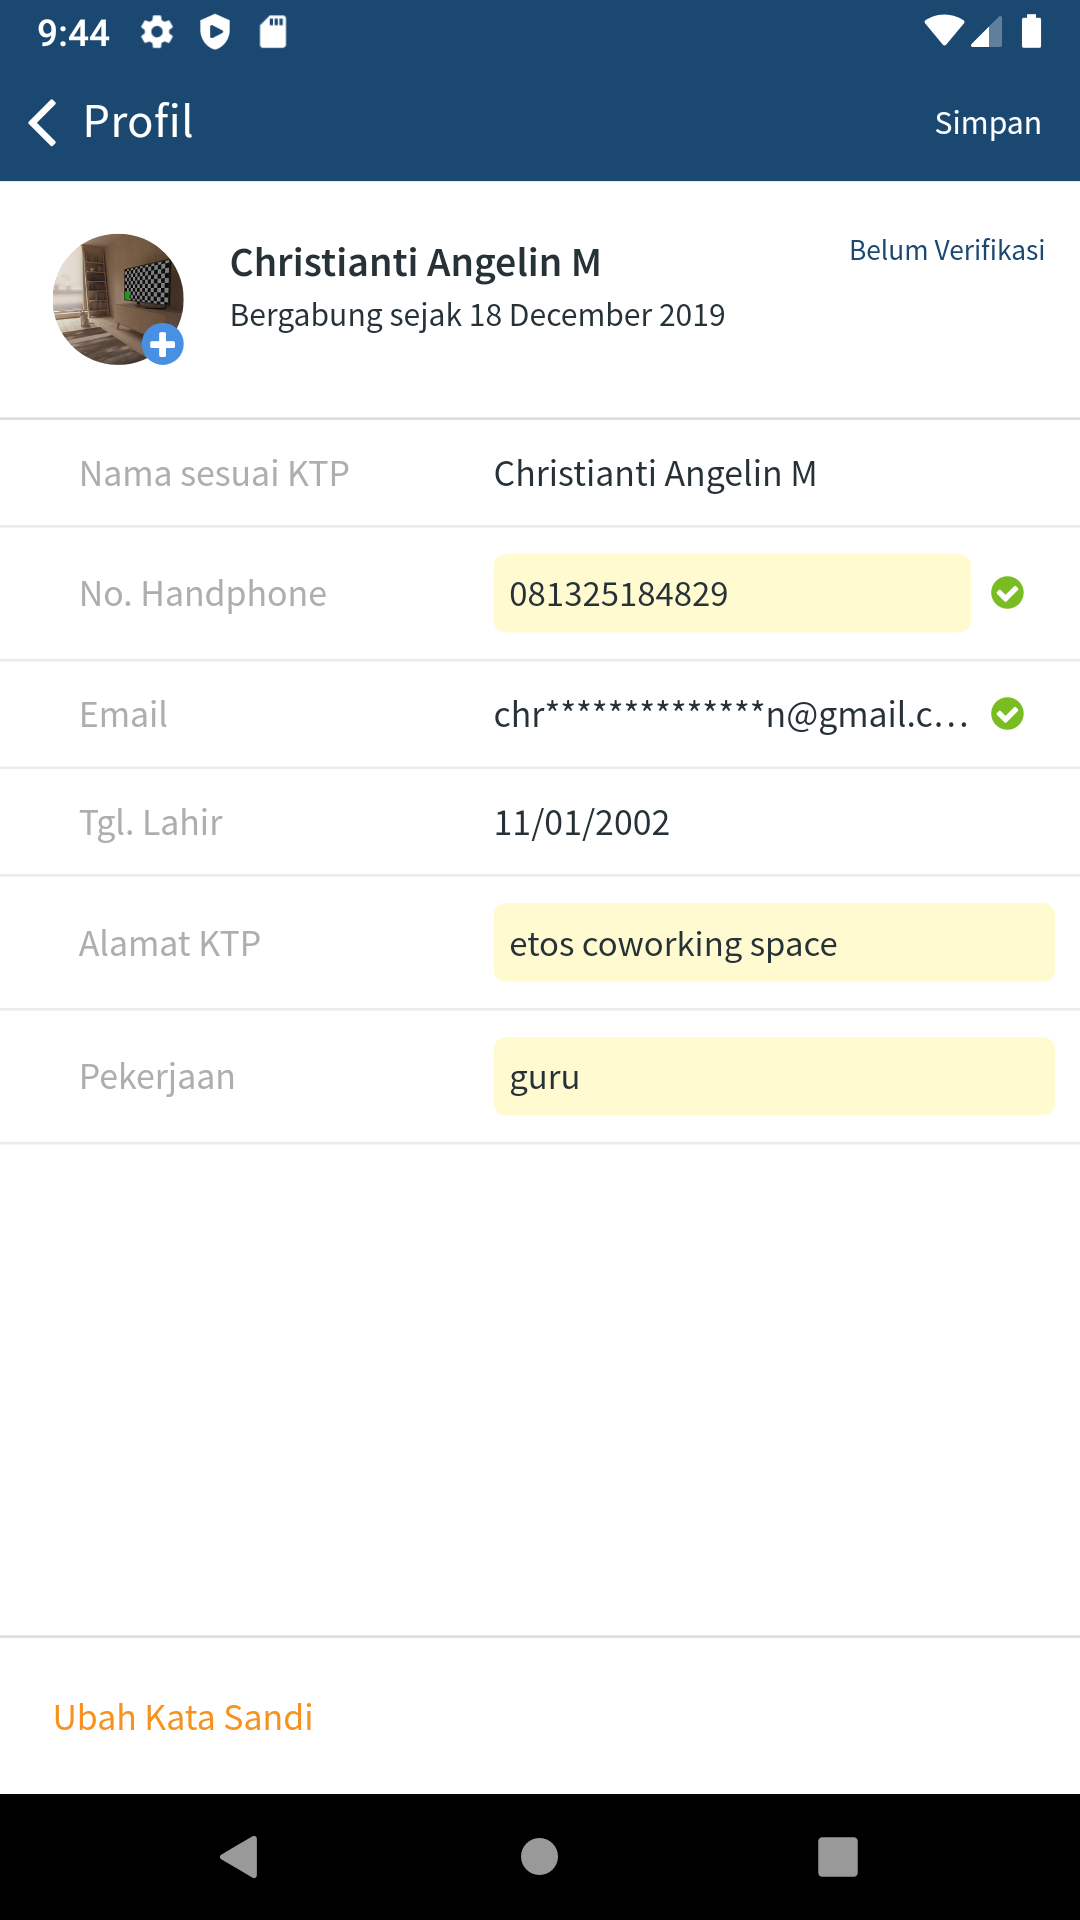 9:44
Profil
Simpan
Christianti Angelin M
Belum Verifikasi
Bergabung sejak 18 December 2019
Nama sesuai KTP
Christianti Angelin M
No. Handphone
081325184829
Email
chr**************n@gmail.c...
Tgl. Lahir
11/01/2002
Alamat KTP
etos coworking space
Pekerjaan
guru
Ubah Kata Sandi